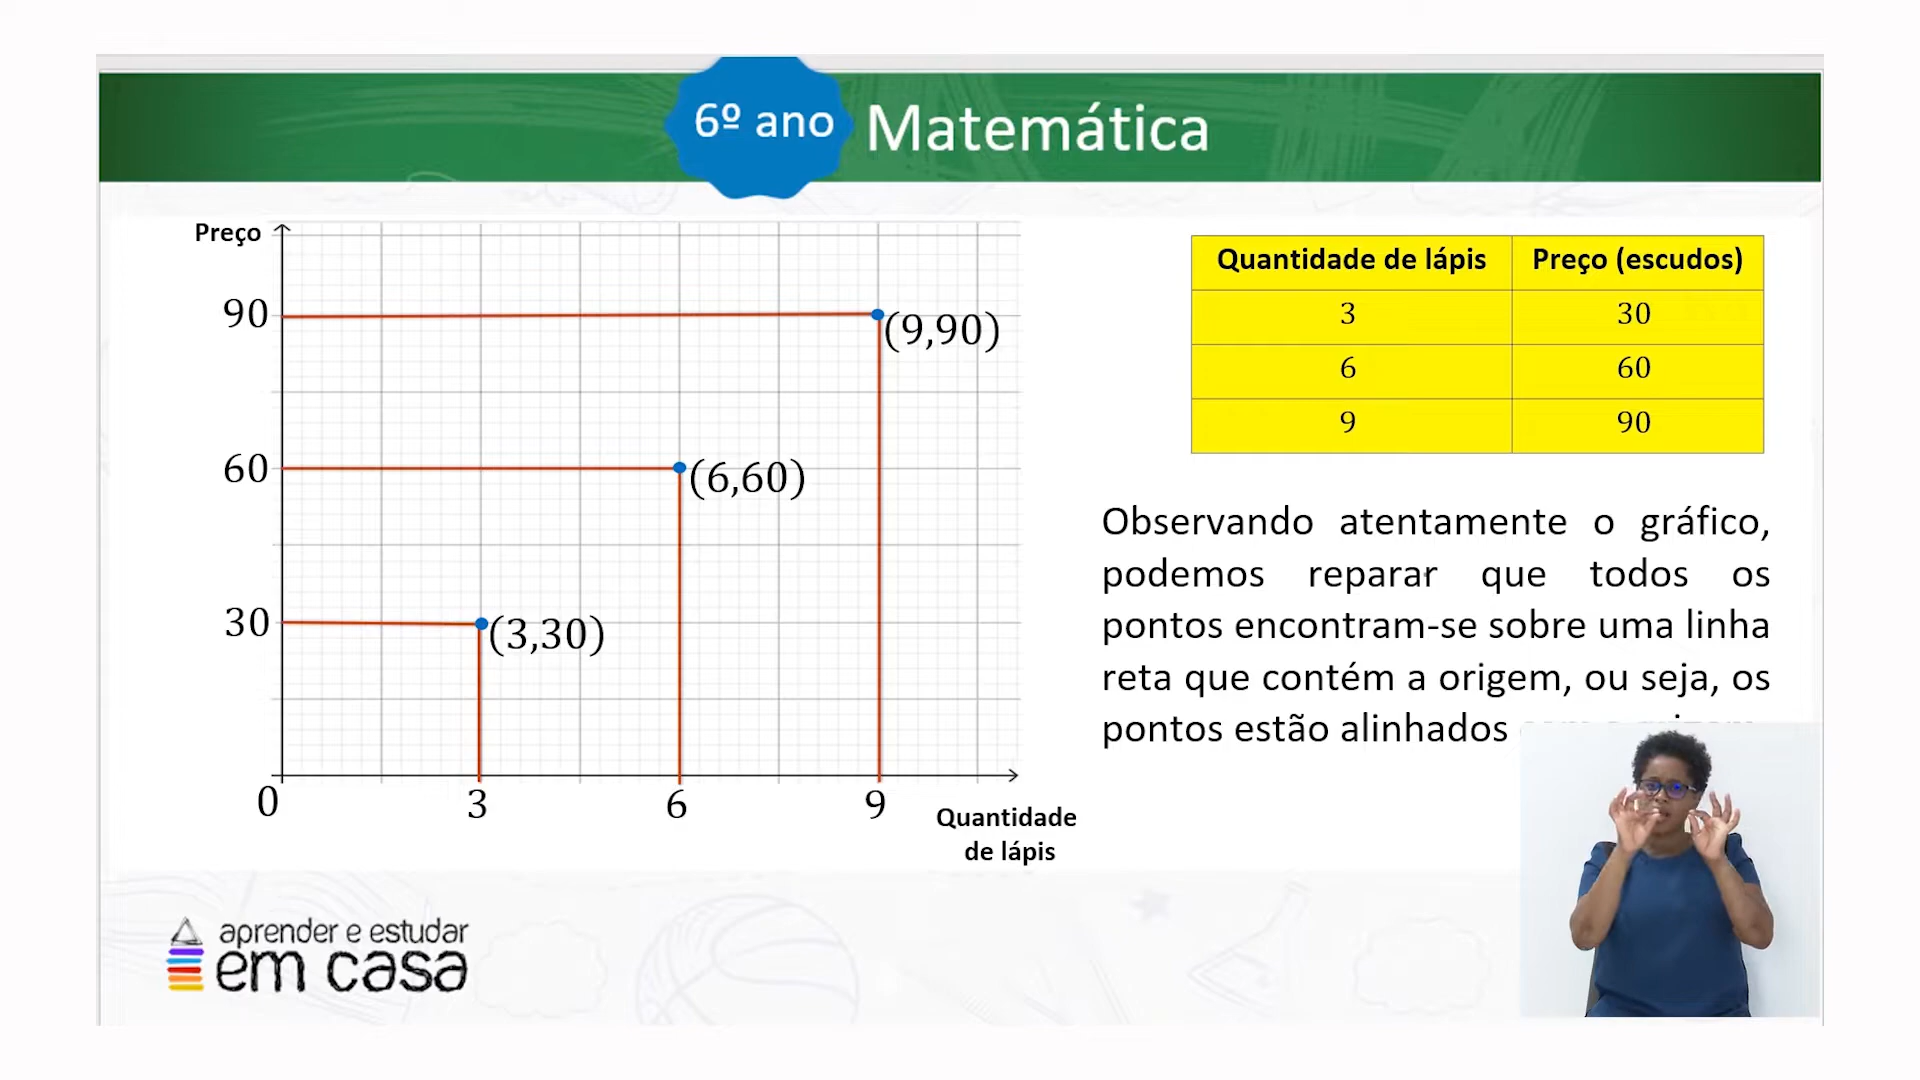 6º ano Matemática
Preço
90
(9,90)
60
(6,60)
30
(3,30)
0 3 6 9
Quantidade
de lápis
Quantidade de lápis Preço (escudos)
3 30
6 60
9 90
Observando atentamente o gráfico,
podemos reparar que todos os
pontos encontram-se sobre uma linha
reta que contém a origem, ou seja, os
pontos estão alinhados
aprender e estudar
em casa